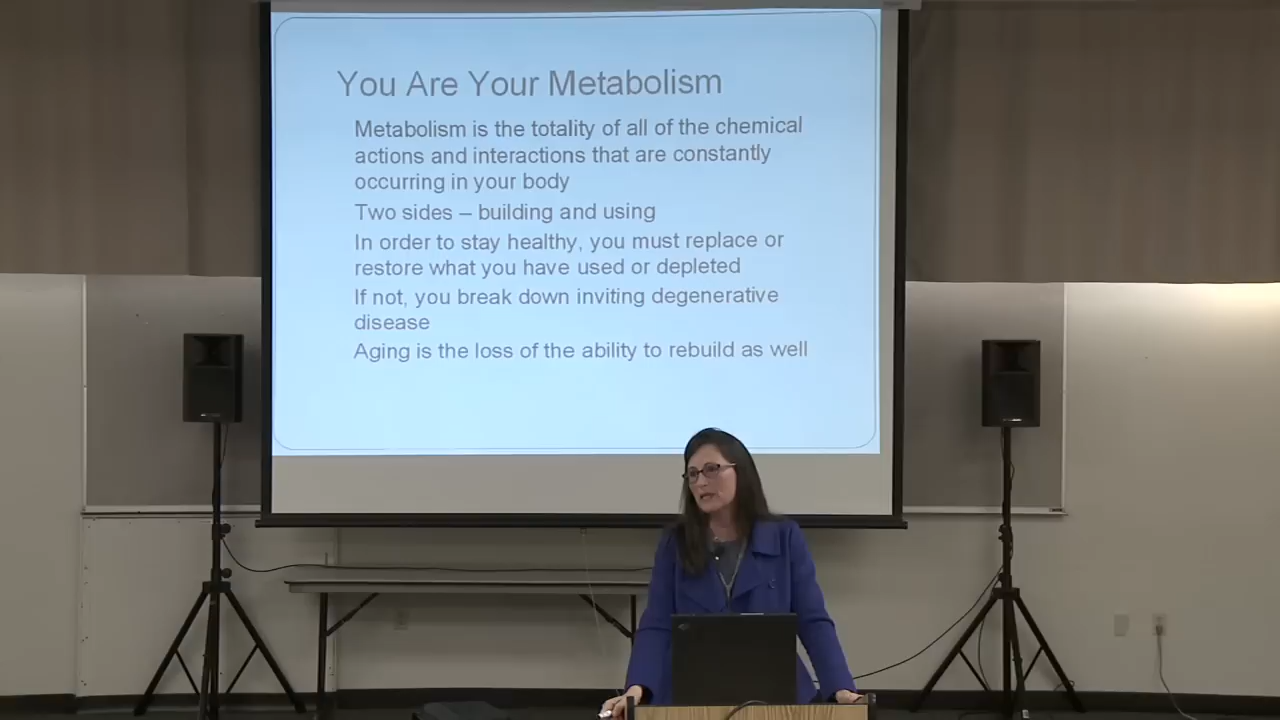 You Are Your Metabolism
Metabolism is the totality of all of the chemical
actions and interactions that are constantly
occurring in your body
Two sides – building and using
In order to stay healthy, you must replace or
restore what you have used or depleted
If not, you break down inviting degenerative
disease
Aging is the loss of the ability to rebuild as well